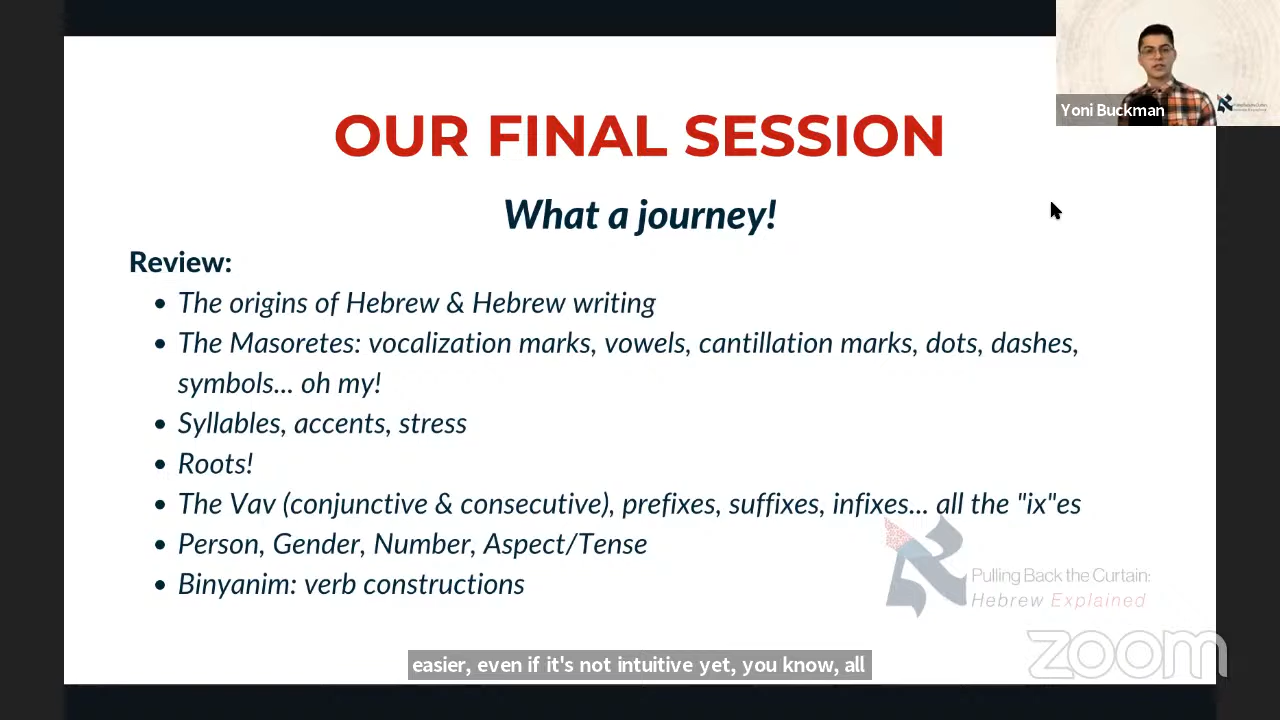 OUR FINAL SESSION
What a journey!
Review:
• The origins of Hebrew & Hebrew writing
• The Masoretes: vocalization marks, vowels, cantillation marks, dots, dashes,
symbols... oh my!
• Syllables, accents, stress
• Roots!
• The Vav (conjunctive & consecutive), prefixes, suffixes, infixes... all the "ix"es
• Person, Gender, Number, Aspect/Tense
• Binyanim: verb constructions
Yoni Buckman
א
Pulling Back the Curtain:
Hebrew Explained
zoom
easier, even if it's not intuitive yet, you know, all